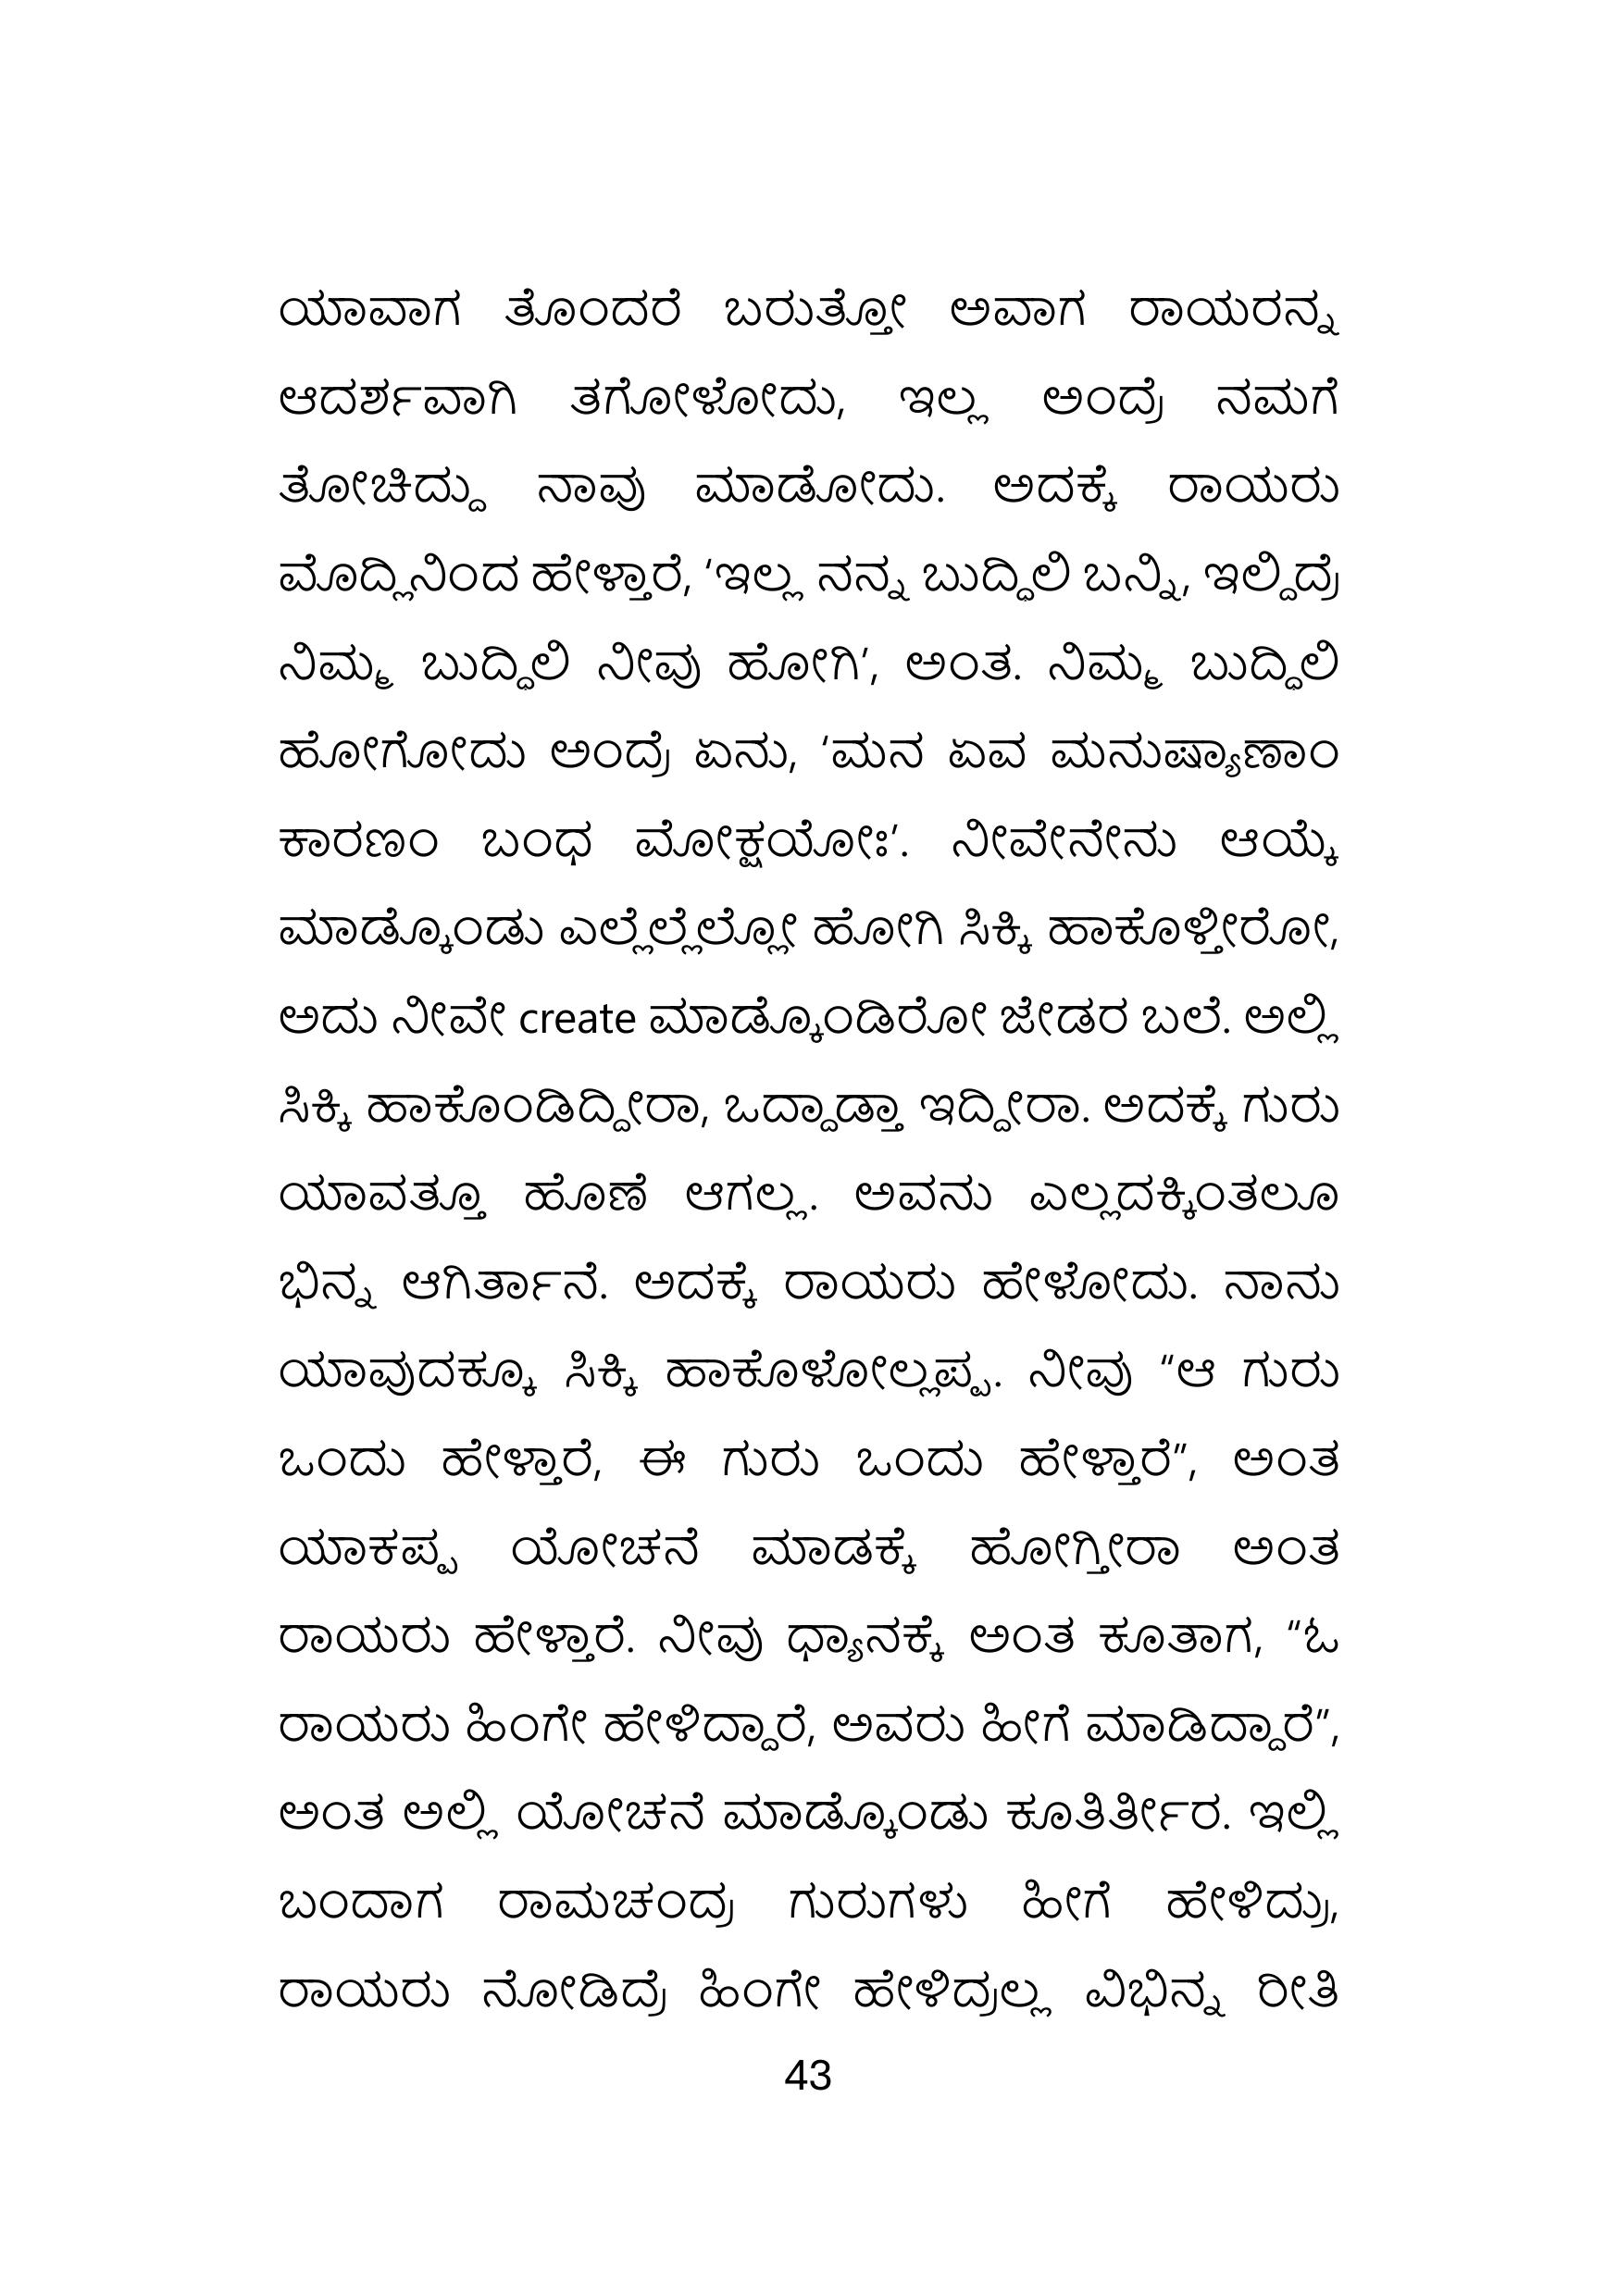 ಯಾವಾಗ ತೊಂದರೆ ಬರುತ್ತೋ ಅವಾಗ ರಾಯರನ್ನ
ಆದರ್ಶವಾಗಿ ತಗೋಳೋದು, ಇಲ್ಲ ಅಂದ್ರೆ ನಮಗೆ
ತೋಚಿದ್ದು ನಾವು ಮಾಡೋದು. ಅದಕ್ಕೆ ರಾಯರು
ಮೊದ್ಲಿನಿಂದ ಹೇಳ್ತಾರೆ, ‘ಇಲ್ಲ ನನ್ನ ಬುದ್ಧಿಲಿ ಬನ್ನಿ, ಇಲ್ದಿದ್ರೆ
ನಿಮ್ಮ ಬುದ್ಧಿಲಿ ನೀವು ಹೋಗಿ’, ಅಂತ. ನಿಮ್ಮ ಬುದ್ಧಿಲಿ
ಹೋಗೋದು ಅಂದ್ರೆ ಏನು, ‘ಮನ ಏವ ಮನುಷ್ಯಾಣಾಂ
ಕಾರಣಂ ಬಂಧ ಮೋಕ್ಷಯೋಃ’. ನೀವೇನೇನು ಆಯ್ಕೆ
ಮಾಡ್ಕೊಂಡು ಎಲ್ಲೆಲ್ಲೆಲ್ಲೋ ಹೋಗಿ ಸಿಕ್ಕಿ ಹಾಕೊಳ್ತೀರೋ,
ಅದು ನೀವೇ create ಮಾಡ್ಕೊಂಡಿರೋ ಜೇಡರ ಬಲೆ. ಅಲ್ಲಿ
ಸಿಕ್ಕಿ ಹಾಕೊಂಡಿದ್ದೀರಾ, ಒದ್ದಾಡ್ತಾ ಇದ್ದೀರಾ. ಅದಕ್ಕೆ ಗುರು
ಯಾವತ್ತೂ ಹೊಣೆ ಆಗಲ್ಲ. ಅವನು ಎಲ್ಲದಕ್ಕಿಂತಲೂ
ಭಿನ್ನ ಆಗಿರ್ತಾನೆ. ಅದಕ್ಕೆ ರಾಯರು ಹೇಳೋದು. ನಾನು
ಯಾವುದಕ್ಕೂ ಸಿಕ್ಕಿ ಹಾಕೊಳೋಲ್ಲಪ್ಪ. ನೀವು “ಆ ಗುರು
ಒಂದು ಹೇಳ್ತಾರೆ, ಈ ಗುರು ಒಂದು ಹೇಳ್ತಾರೆ”, ಅಂತ
ಯಾಕಪ್ಪ ಯೋಚನೆ ಮಾಡಕ್ಕೆ ಹೋಗ್ತೀರಾ ಅಂತ
ರಾಯರು ಹೇಳ್ತಾರೆ. ನೀವು ಧ್ಯಾನಕ್ಕೆ ಅಂತ ಕೂತಾಗ, “ಓ
ರಾಯರು ಹಿಂಗೇ ಹೇಳಿದ್ದಾರೆ, ಅವರು ಹೀಗೆ ಮಾಡಿದ್ದಾರೆ”,
ಅಂತ ಅಲ್ಲಿ ಯೋಚನೆ ಮಾಡ್ಕೊಂಡು ಕೂತಿರ್ತೀರ. ಇಲ್ಲಿ
ಬಂದಾಗ ರಾಮಚಂದ್ರ ಗುರುಗಳು ಹೀಗೆ ಹೇಳಿದ್ರು,
ರಾಯರು ನೋಡಿದ್ರೆ ಹಿಂಗೇ ಹೇಳಿದ್ರಲ್ಲ ವಿಭಿನ್ನ ರೀತಿ
43